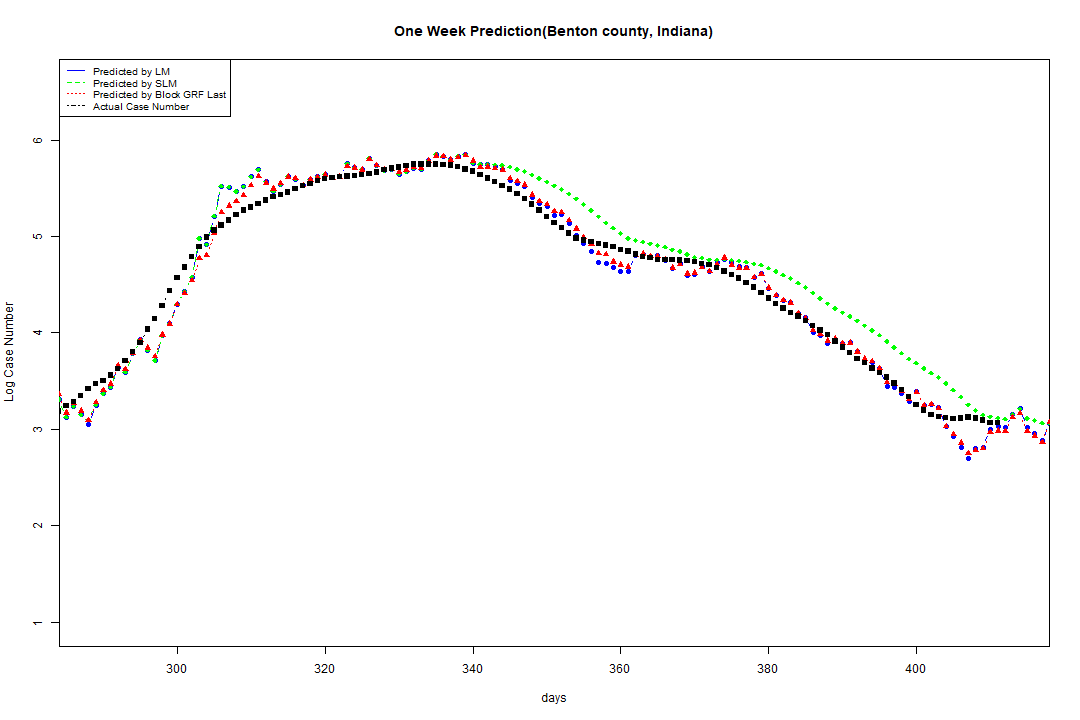 One Week Prediction(Benton county, Indiana)
Predicted by LM
Predicted by SLM
Predicted by Block GRF Last
Actual Case Number
6
5
4
3
2
1
Log Case Number
300 320 340 360 380 400
days